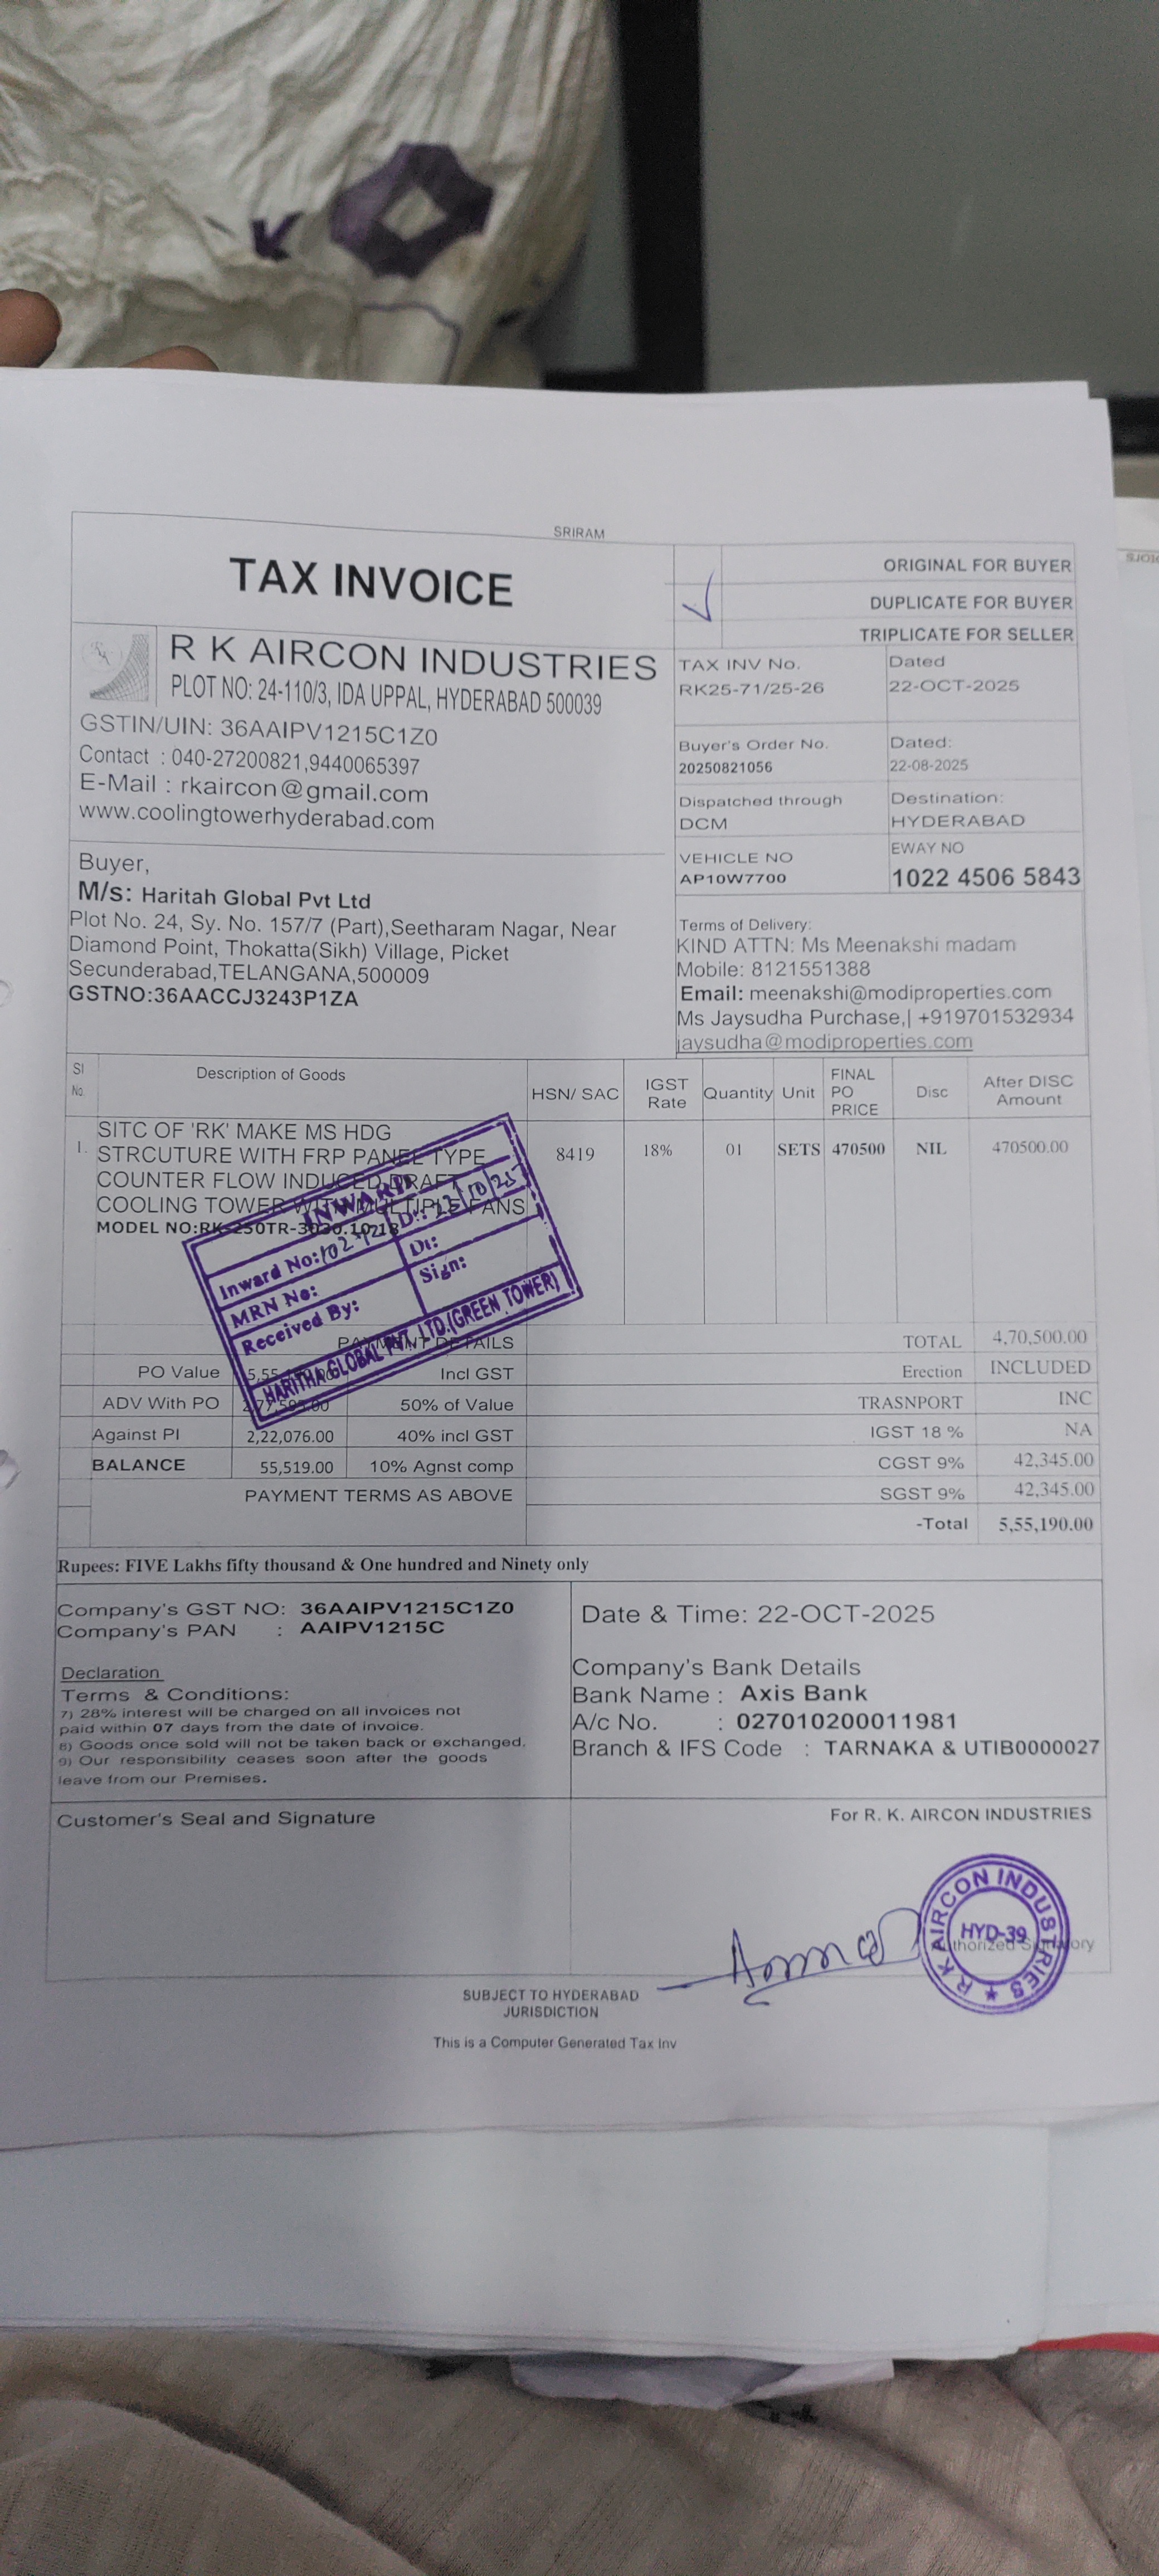 SRIRAM
TAX INVOICE
ORIGINAL FOR BUYER
DUPLICATE FOR BUYER
TRIPLICATE FOR SELLER
R K AIRCON INDUSTRIES
PLOT NO: 24-110/3, IDA UPPAL, HYDERABAD 500039
GSTIN/UIN: 36AAIPV1215C1Z0
Contact : 040-27200821,9440065397
E-Mail : rkaircon@gmail.com
www.coolingtowerhyderabad.com
TAX INV No. Dated
RK25-71/25-26 22-OCT-2025
Buyer's Order No. Dated:
20250821056 22-08-2025
Dispatched through Destination:
DCM HYDERABAD
VEHICLE NO EWAY NO
AP10W7700 1022 4506 5843
Buyer,
M/s: Haritah Global Pvt Ltd
Plot No. 24, Sy. No. 157/7 (Part),Seetharam Nagar, Near
Diamond Point, Thokatta(Sikh) Village, Picket
Secunderabad,TELANGANA,500009
GSTNO:36AACCJ3243P1ZA
Terms of Delivery:
KIND ATTN: Ms Meenakshi madam
Mobile: 8121551388
Email: meenakshi@modiproperties.com
Ms Jaysudha Purchase,| +919701532934
jaysudha@modiproperties.com
Sl No. Description of Goods HSN/ SAC IGST Rate Quantity Unit FINAL PO PRICE Disc After DISC Amount
1. SITC OF 'RK' MAKE MS HDG
STRCUTURE WITH FRP PANEL TYPE 8419 18% 01 SETS 470500 NIL 470500.00
COUNTER FLOW INDUCED DRAFT
COOLING TOWER WITH MULTIPLE FANS
MODEL NO:RK-250TR-3030.10.18
INWARD
Inward No: Dt: 22/10/25
MRN No: Dt:
Received By: Sign:
HARITHA GLOBAL PVT. LTD.(GREEN TOWER)
PAYMENT DETAILS TOTAL 4,70,500.00
PO Value Incl GST Erection INCLUDED
ADV With PO 50% of Value TRASNPORT INC
Against PI 2,22,076.00 40% incl GST IGST 18 % NA
BALANCE 55,519.00 10% Agnst comp CGST 9% 42,345.00
PAYMENT TERMS AS ABOVE SGST 9% 42,345.00
-Total 5,55,190.00
Rupees: FIVE Lakhs fifty thousand & One hundred and Ninety only
Company's GST NO: 36AAIPV1215C1Z0
Company's PAN : AAIPV1215C
Declaration
Terms & Conditions:
7) 28% interest will be charged on all invoices not
paid within 07 days from the date of invoice.
8) Goods once sold will not be taken back or exchanged.
9) Our responsibility ceases soon after the goods
leave from our Premises.
Date & Time: 22-OCT-2025
Company's Bank Details
Bank Name : Axis Bank
A/c No. : 027010200011981
Branch & IFS Code : TARNAKA & UTIB0000027
Customer's Seal and Signature
For R. K. AIRCON INDUSTRIES
R K AIRCON INDUSTRIES
HYD-39
Authorized Signatory
SUBJECT TO HYDERABAD
JURISDICTION
This is a Computer Generated Tax Inv